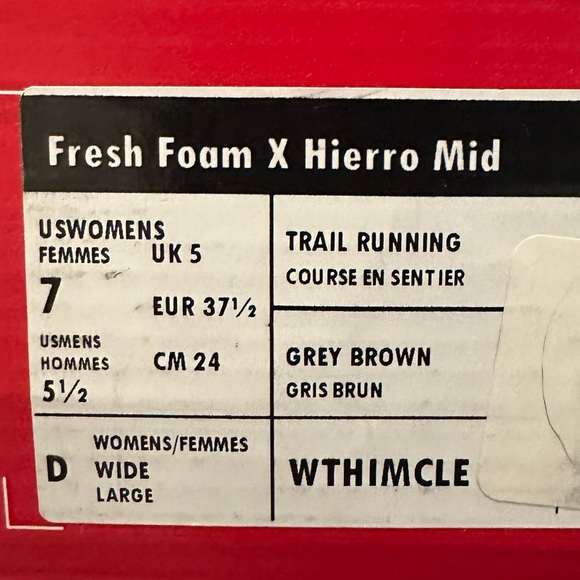 Fresh Foam X Hierro Mid
USWOMENS
FEMMES
7
UK 5
EUR 37½
USMENS
HOMMES
5½
CM 24
TRAIL RUNNING
COURSE EN SENTIER
GREY BROWN
GRIS BRUN
D
WOMENS/FEMMES
WIDE
LARGE
WTHIMCLE